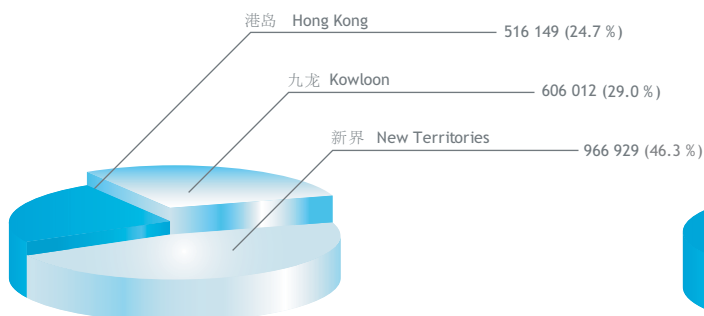 港岛 Hong Kong 516 149 (24.7 %)
九龙 Kowloon 606 012 (29.0 %)
新界 New Territories 966 929 (46.3 %)